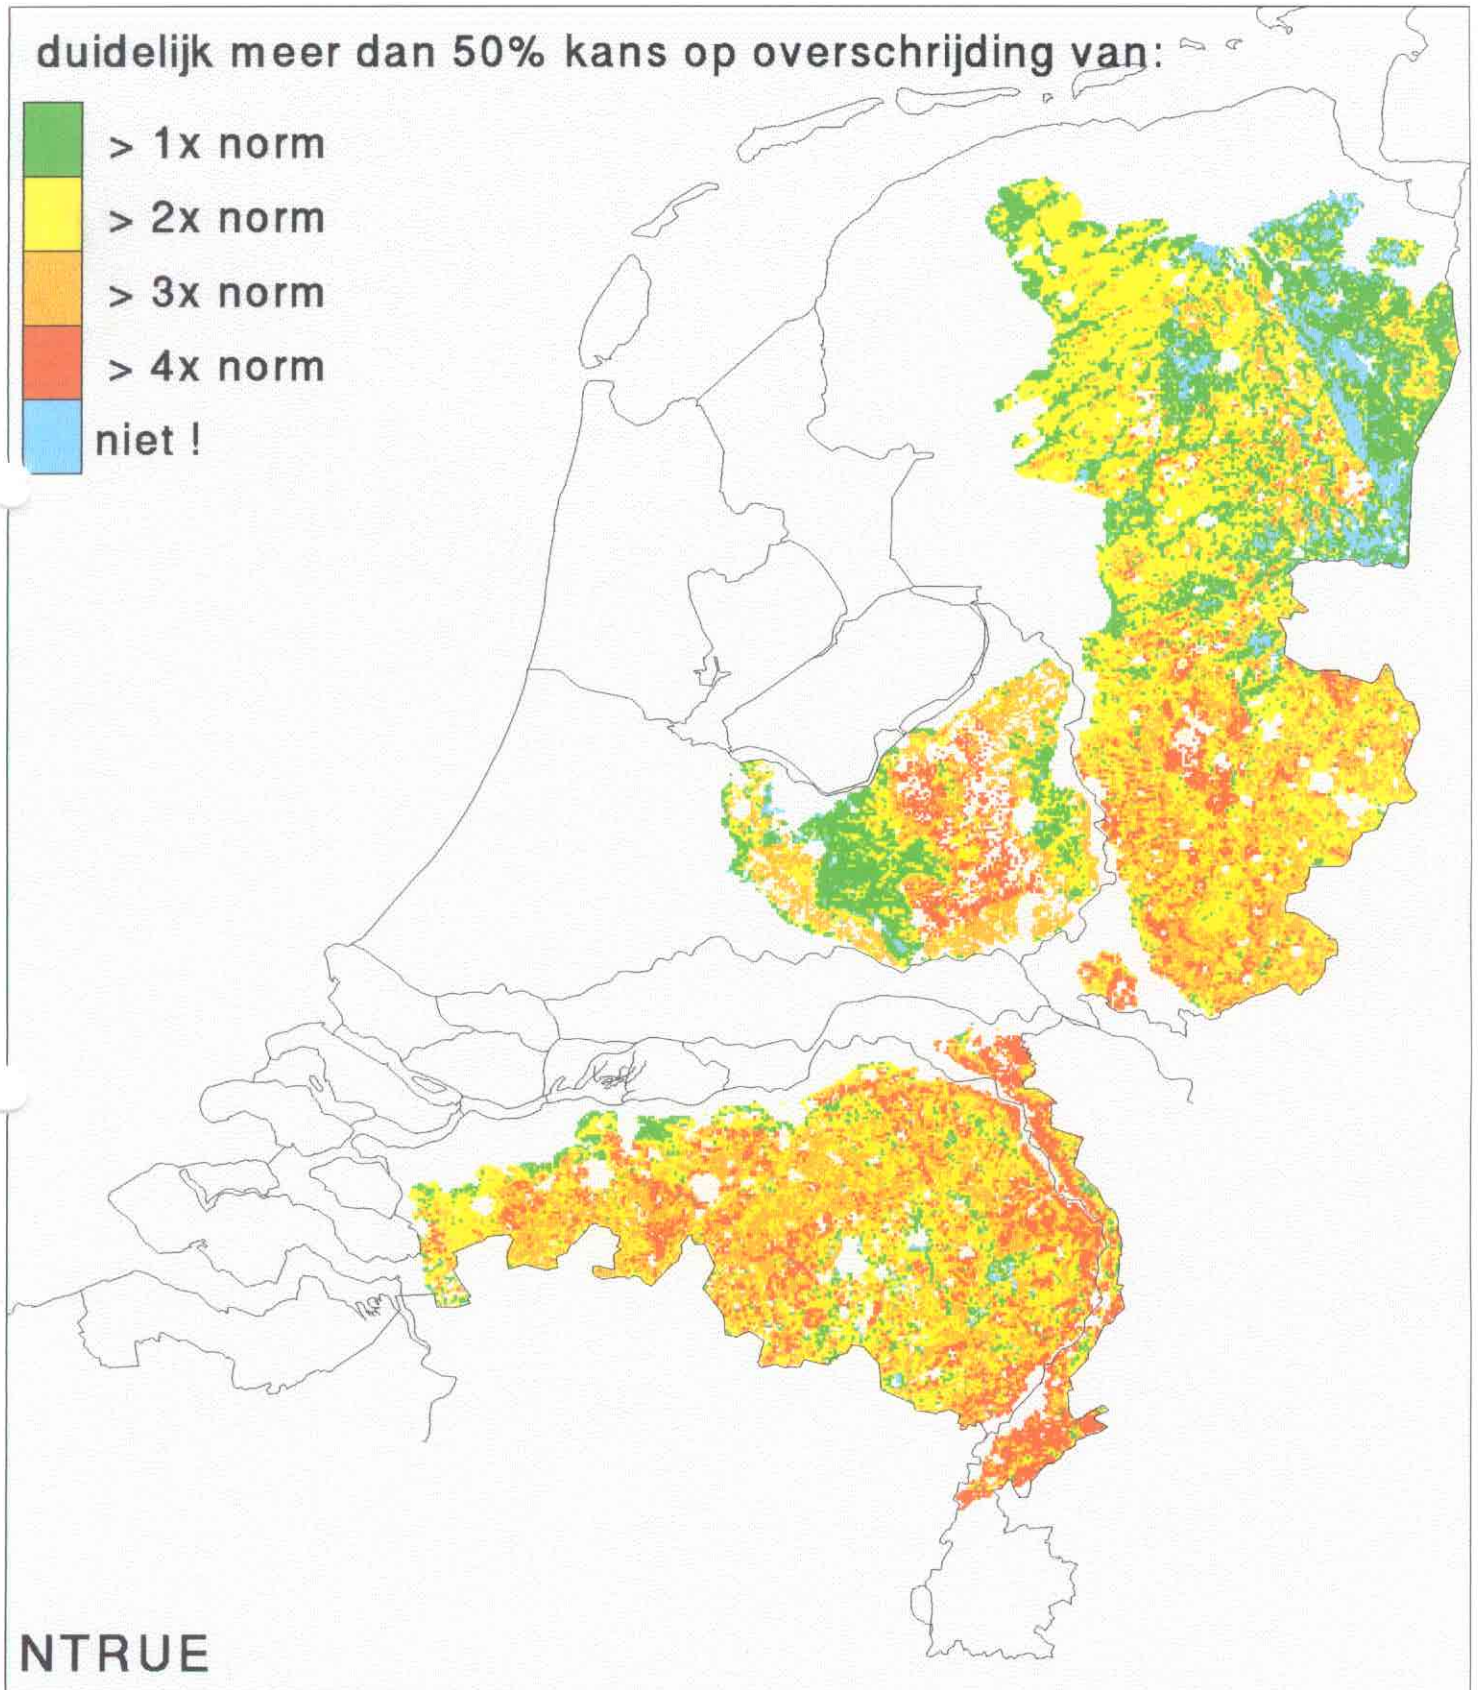 duidelijk meer dan 50% kans op overschrijding van:
> 1x norm
> 2x norm
> 3x norm
> 4x norm
niet !
NTRUE